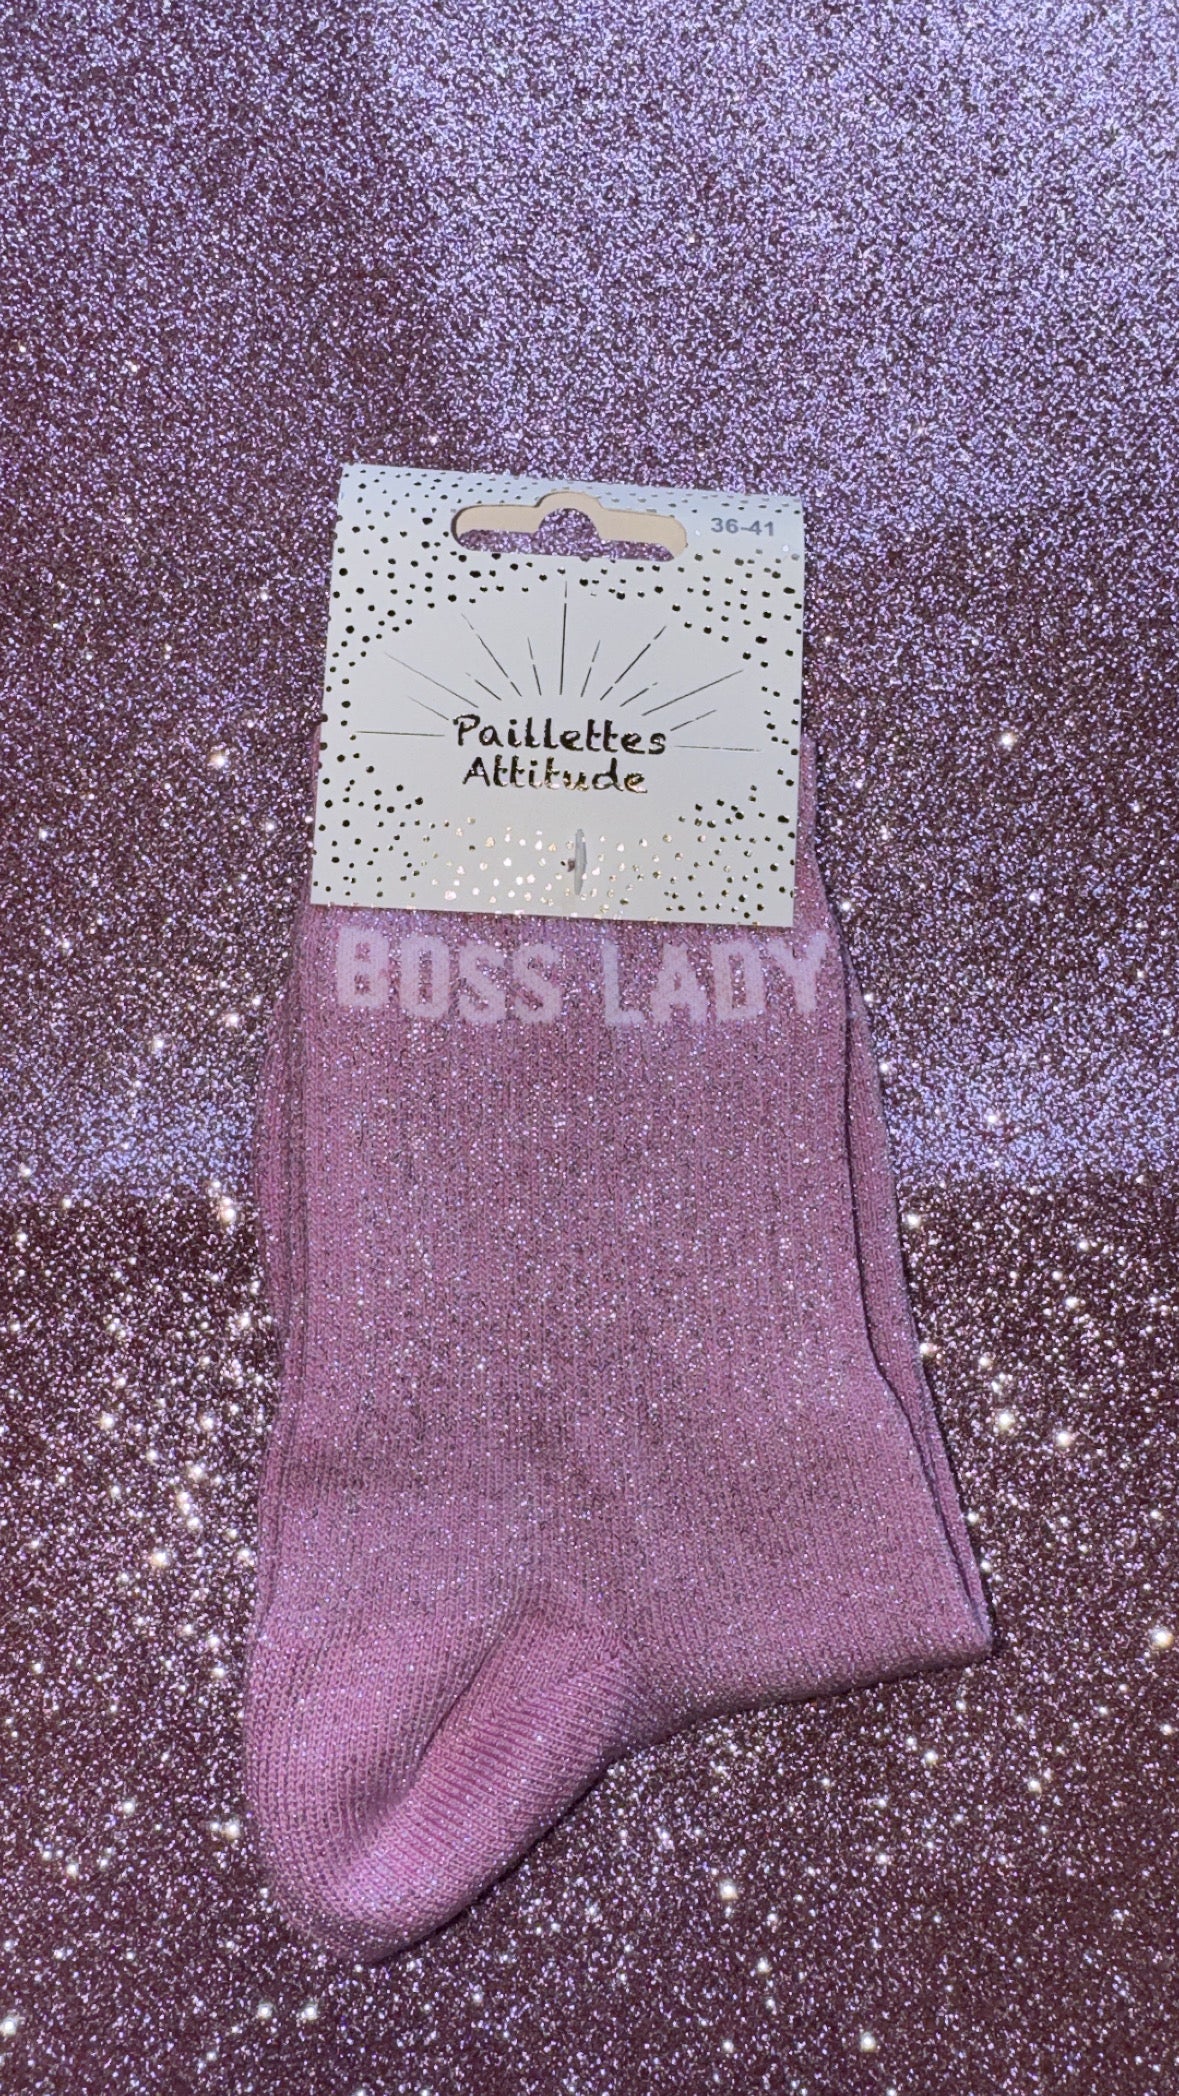 36-41
Paillettes
Attitude
BOSS LADY